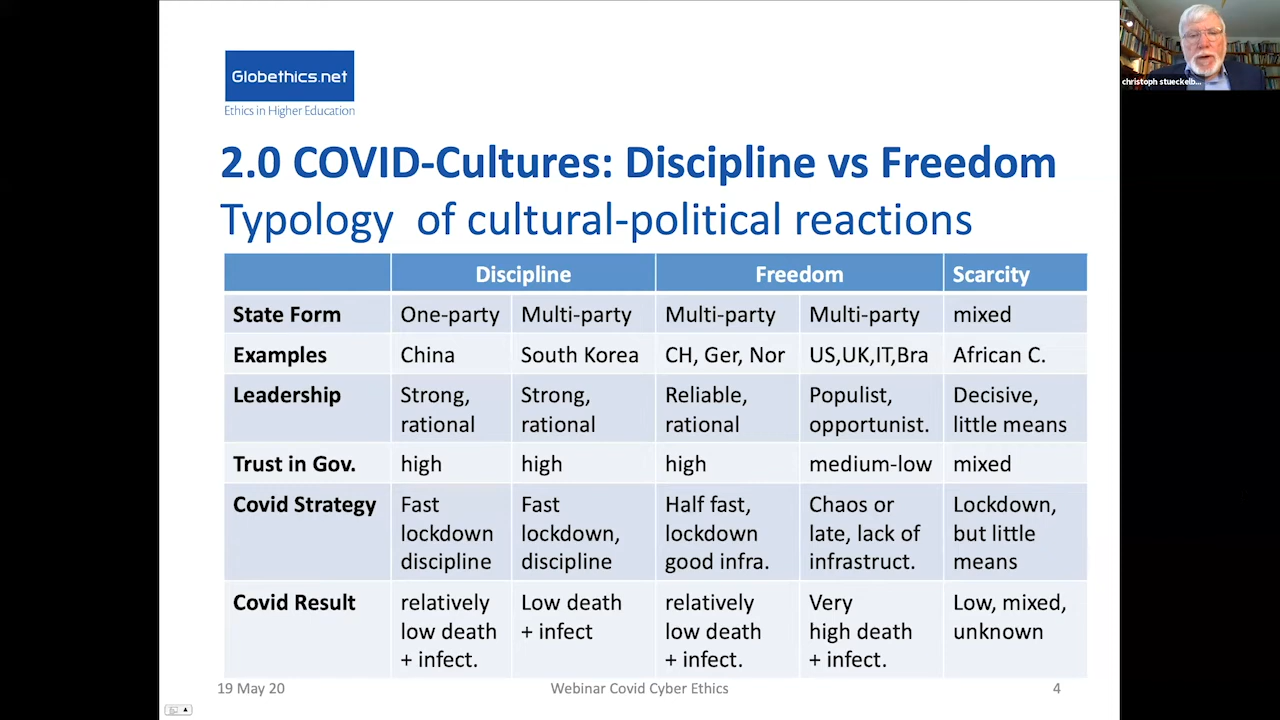 Globethics.net
Ethics in Higher Education
christoph stueckelb...
2.0 COVID-Cultures: Discipline vs Freedom
Typology of cultural-political reactions
Discipline Freedom Scarcity
State Form One-party Multi-party Multi-party Multi-party mixed
Examples China South Korea CH, Ger, Nor US,UK,IT,Bra African C.
Leadership Strong, rational Strong, rational Reliable, rational Populist, opportunist. Decisive, little means
Trust in Gov. high high high medium-low mixed
Covid Strategy Fast lockdown discipline Fast lockdown, discipline Half fast, lockdown good infra. Chaos or late, lack of infrastruct. Lockdown, but little means
Covid Result relatively low death + infect. Low death + infect relatively low death + infect. Very high death + infect. Low, mixed, unknown
19 May 20 Webinar Covid Cyber Ethics 4